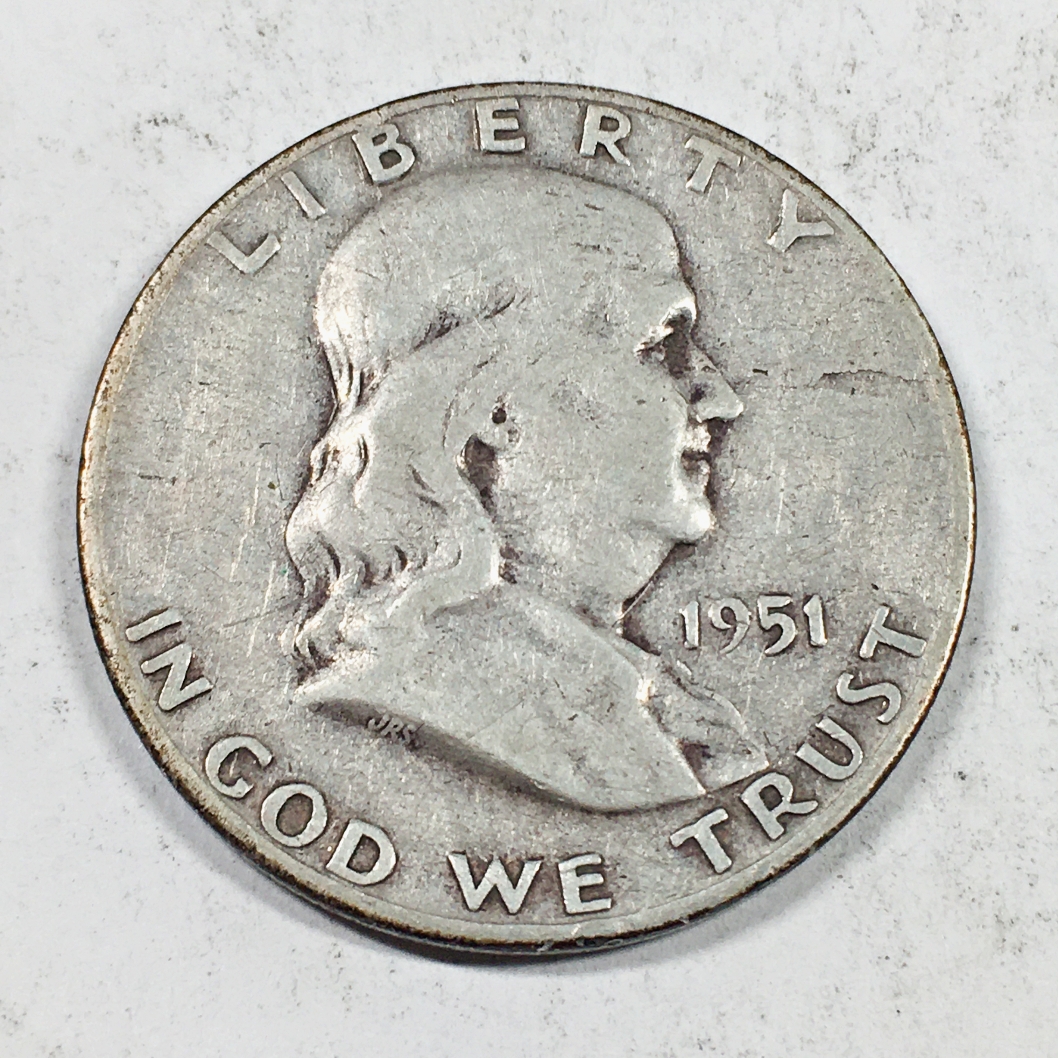 LIBERTY
1951
JRS
IN GOD WE TRUST